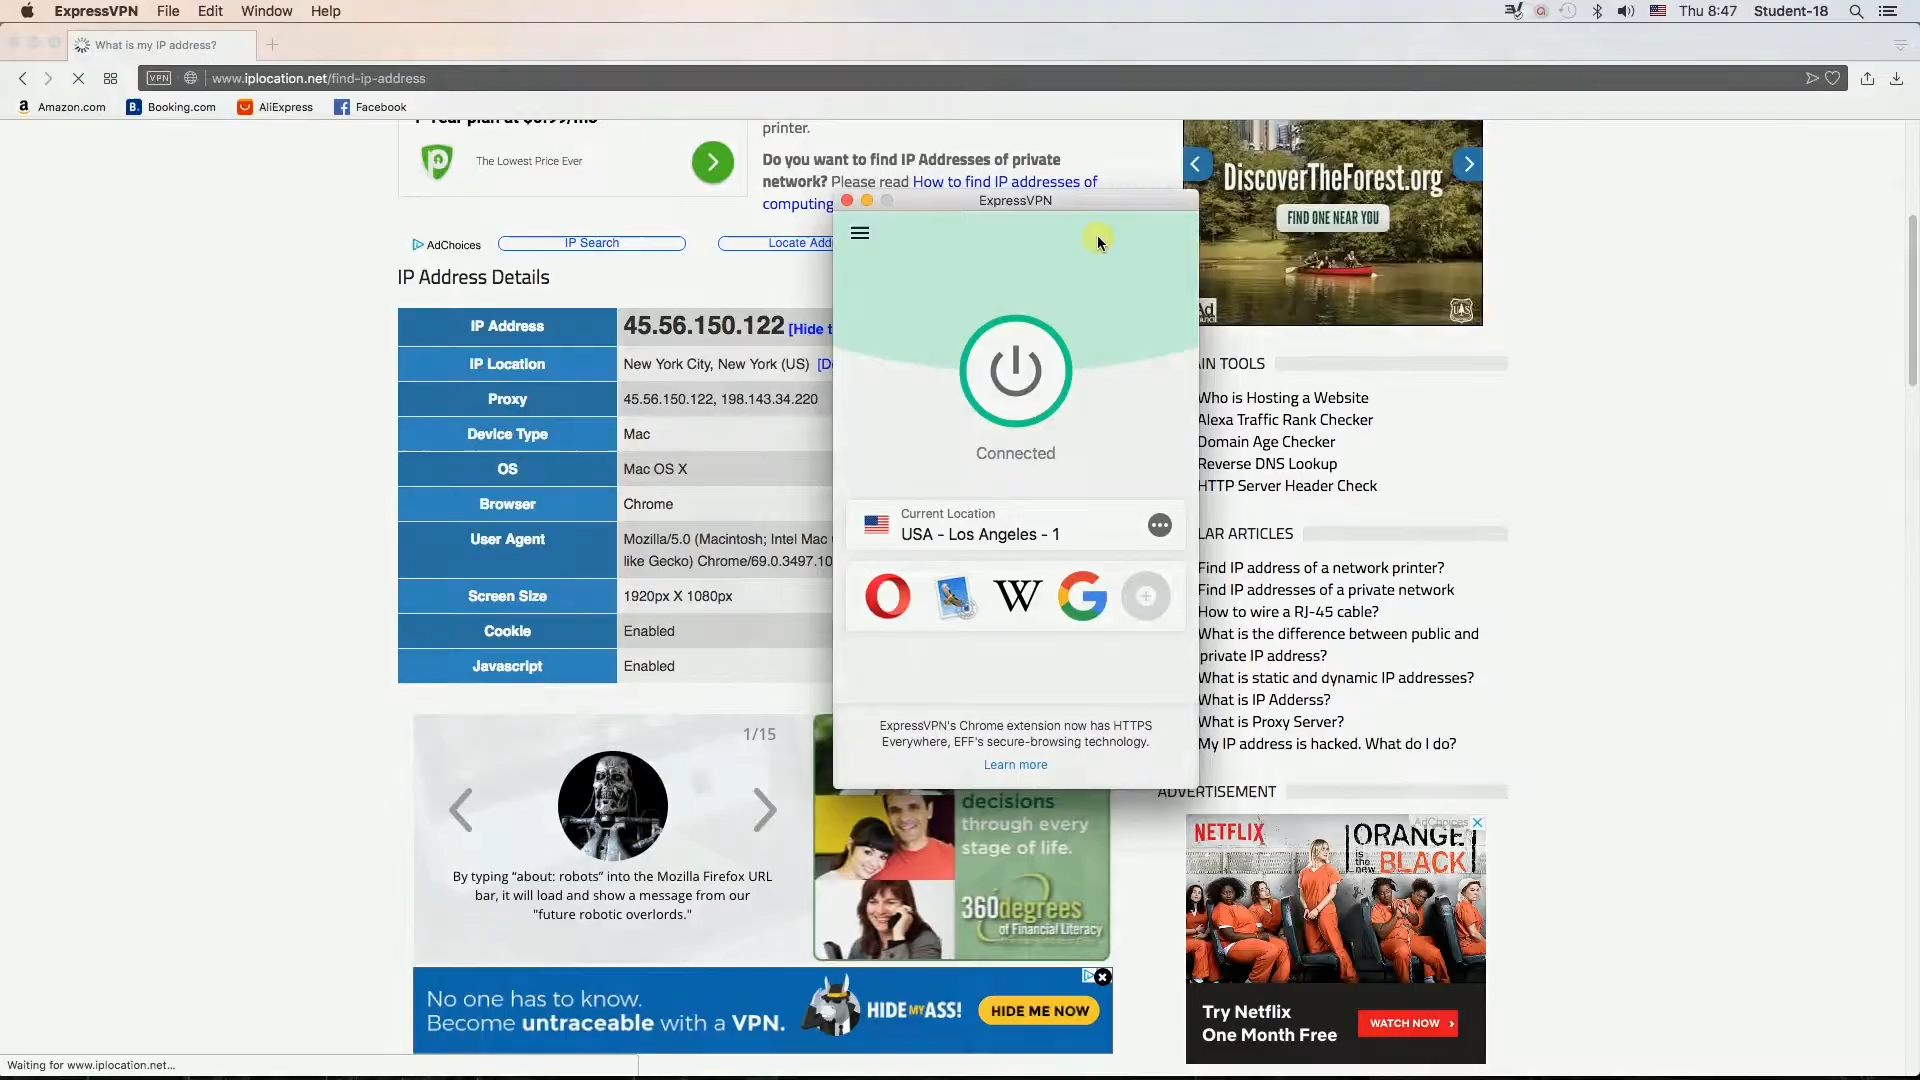 ExpressVPN File Edit Window Help
Thu 8:47 Student-18
What is my IP address?
VPN www.iplocation.net/find-ip-address
Amazon.com Booking.com AliExpress Facebook
The Lowest Price Ever
printer.
Do you want to find IP Addresses of private
network? Please read How to find IP addresses of
computing
AdChoices IP Search Locate Add
IP Address Details
IP Address 45.56.150.122 [Hide t
IP Location New York City, New York (US) [D
Proxy 45.56.150.122, 198.143.34.220
Device Type Mac
OS Mac OS X
Browser Chrome
User Agent Mozilla/5.0 (Macintosh; Intel Mac
like Gecko) Chrome/69.0.3497.10
Screen Size 1920px X 1080px
Cookie Enabled
Javascript Enabled
ExpressVPN
Connected
Current Location
USA - Los Angeles - 1
W
ExpressVPN's Chrome extension now has HTTPS
Everywhere, EFF's secure-browsing technology.
Learn more
DiscoverTheForest.org
FIND ONE NEAR YOU
IN TOOLS
Who is Hosting a Website
Alexa Traffic Rank Checker
Domain Age Checker
Reverse DNS Lookup
HTTP Server Header Check
LAR ARTICLES
Find IP address of a network printer?
Find IP addresses of a private network
How to wire a RJ-45 cable?
What is the difference between public and
private IP address?
What is static and dynamic IP addresses?
What is IP Adderss?
What is Proxy Server?
My IP address is hacked. What do I do?
ADVERTISEMENT
1/15
By typing “about: robots” into the Mozilla Firefox URL
bar, it will load and show a message from our
"future robotic overlords."
decisions
through every
stage of life.
360degrees
of Financial Literacy
No one has to know.
Become untraceable with a VPN.
HIDEMYASS!
HIDE ME NOW
AdChoices
NETFLIX
ORANGE
is the new
BLACK
Try Netflix
One Month Free
WATCH NOW
Waiting for www.iplocation.net...